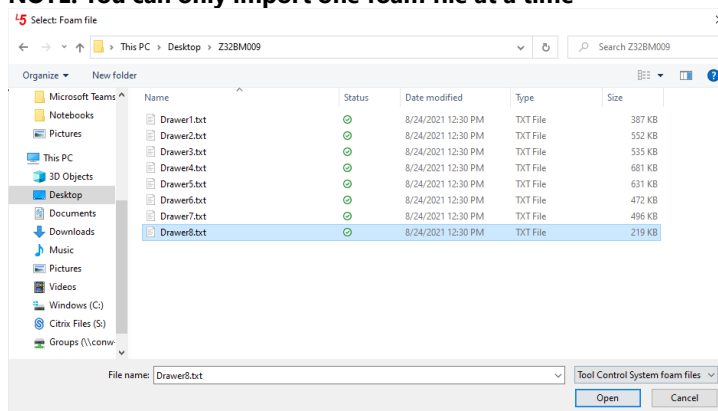 NOTE: You can only import one foam file at a time
L5 Select: Foam file
This PC > Desktop > Z32BM009
Search Z32BM009
Organize New folder
Microsoft Teams
Notebooks
Pictures
This PC
3D Objects
Desktop
Documents
Downloads
Music
Pictures
Videos
Windows (C:)
Citrix Files (S:)
Groups (\\conw-
Name Status Date modified Type Size
Drawer1.txt 8/24/2021 12:30 PM TXT File 387 KB
Drawer2.txt 8/24/2021 12:30 PM TXT File 552 KB
Drawer3.txt 8/24/2021 12:30 PM TXT File 535 KB
Drawer4.txt 8/24/2021 12:30 PM TXT File 681 KB
Drawer5.txt 8/24/2021 12:30 PM TXT File 631 KB
Drawer6.txt 8/24/2021 12:30 PM TXT File 472 KB
Drawer7.txt 8/24/2021 12:30 PM TXT File 496 KB
Drawer8.txt 8/24/2021 12:30 PM TXT File 219 KB
File name: Drawer8.txt Tool Control System foam files
Open Cancel